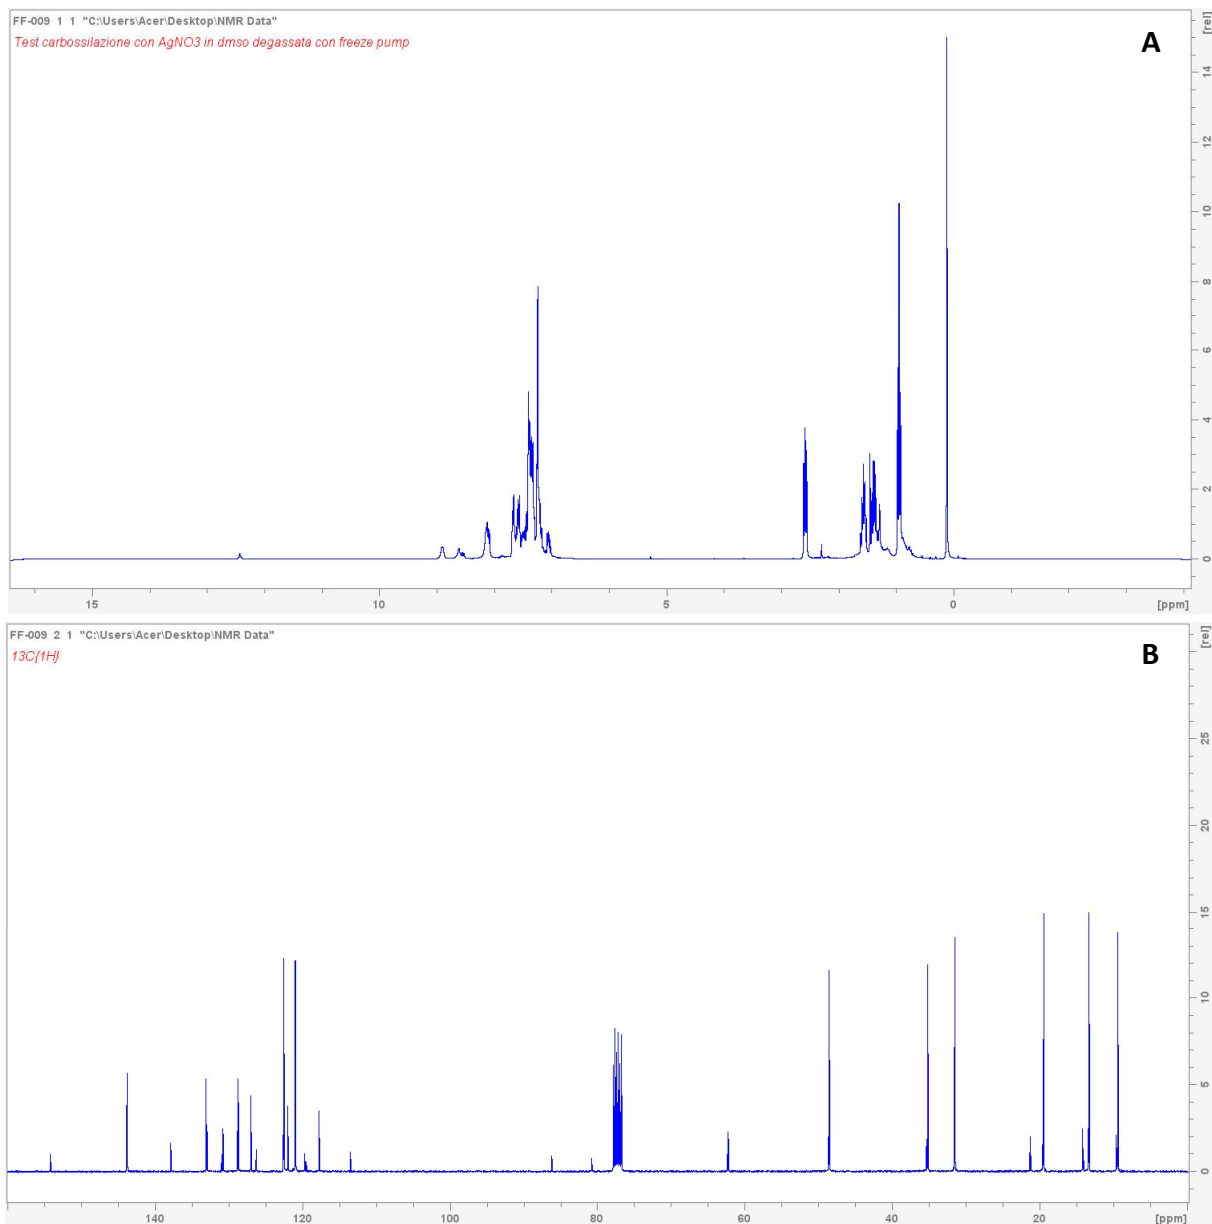 FF-009 1 1 "C:\Users\Acer\Desktop\NMR Data"
Test carbossilazione con AgNO3 in dmso degassata con freeze pump
A
[rel]
14
12
10
8
6
4
2
0
15
10
5
0
[ppm]
FF-009 2 1 "C:\Users\Acer\Desktop\NMR Data"
13C{1H}
B
[rel]
25
20
15
10
5
0
140
120
100
80
60
40
20
[ppm]